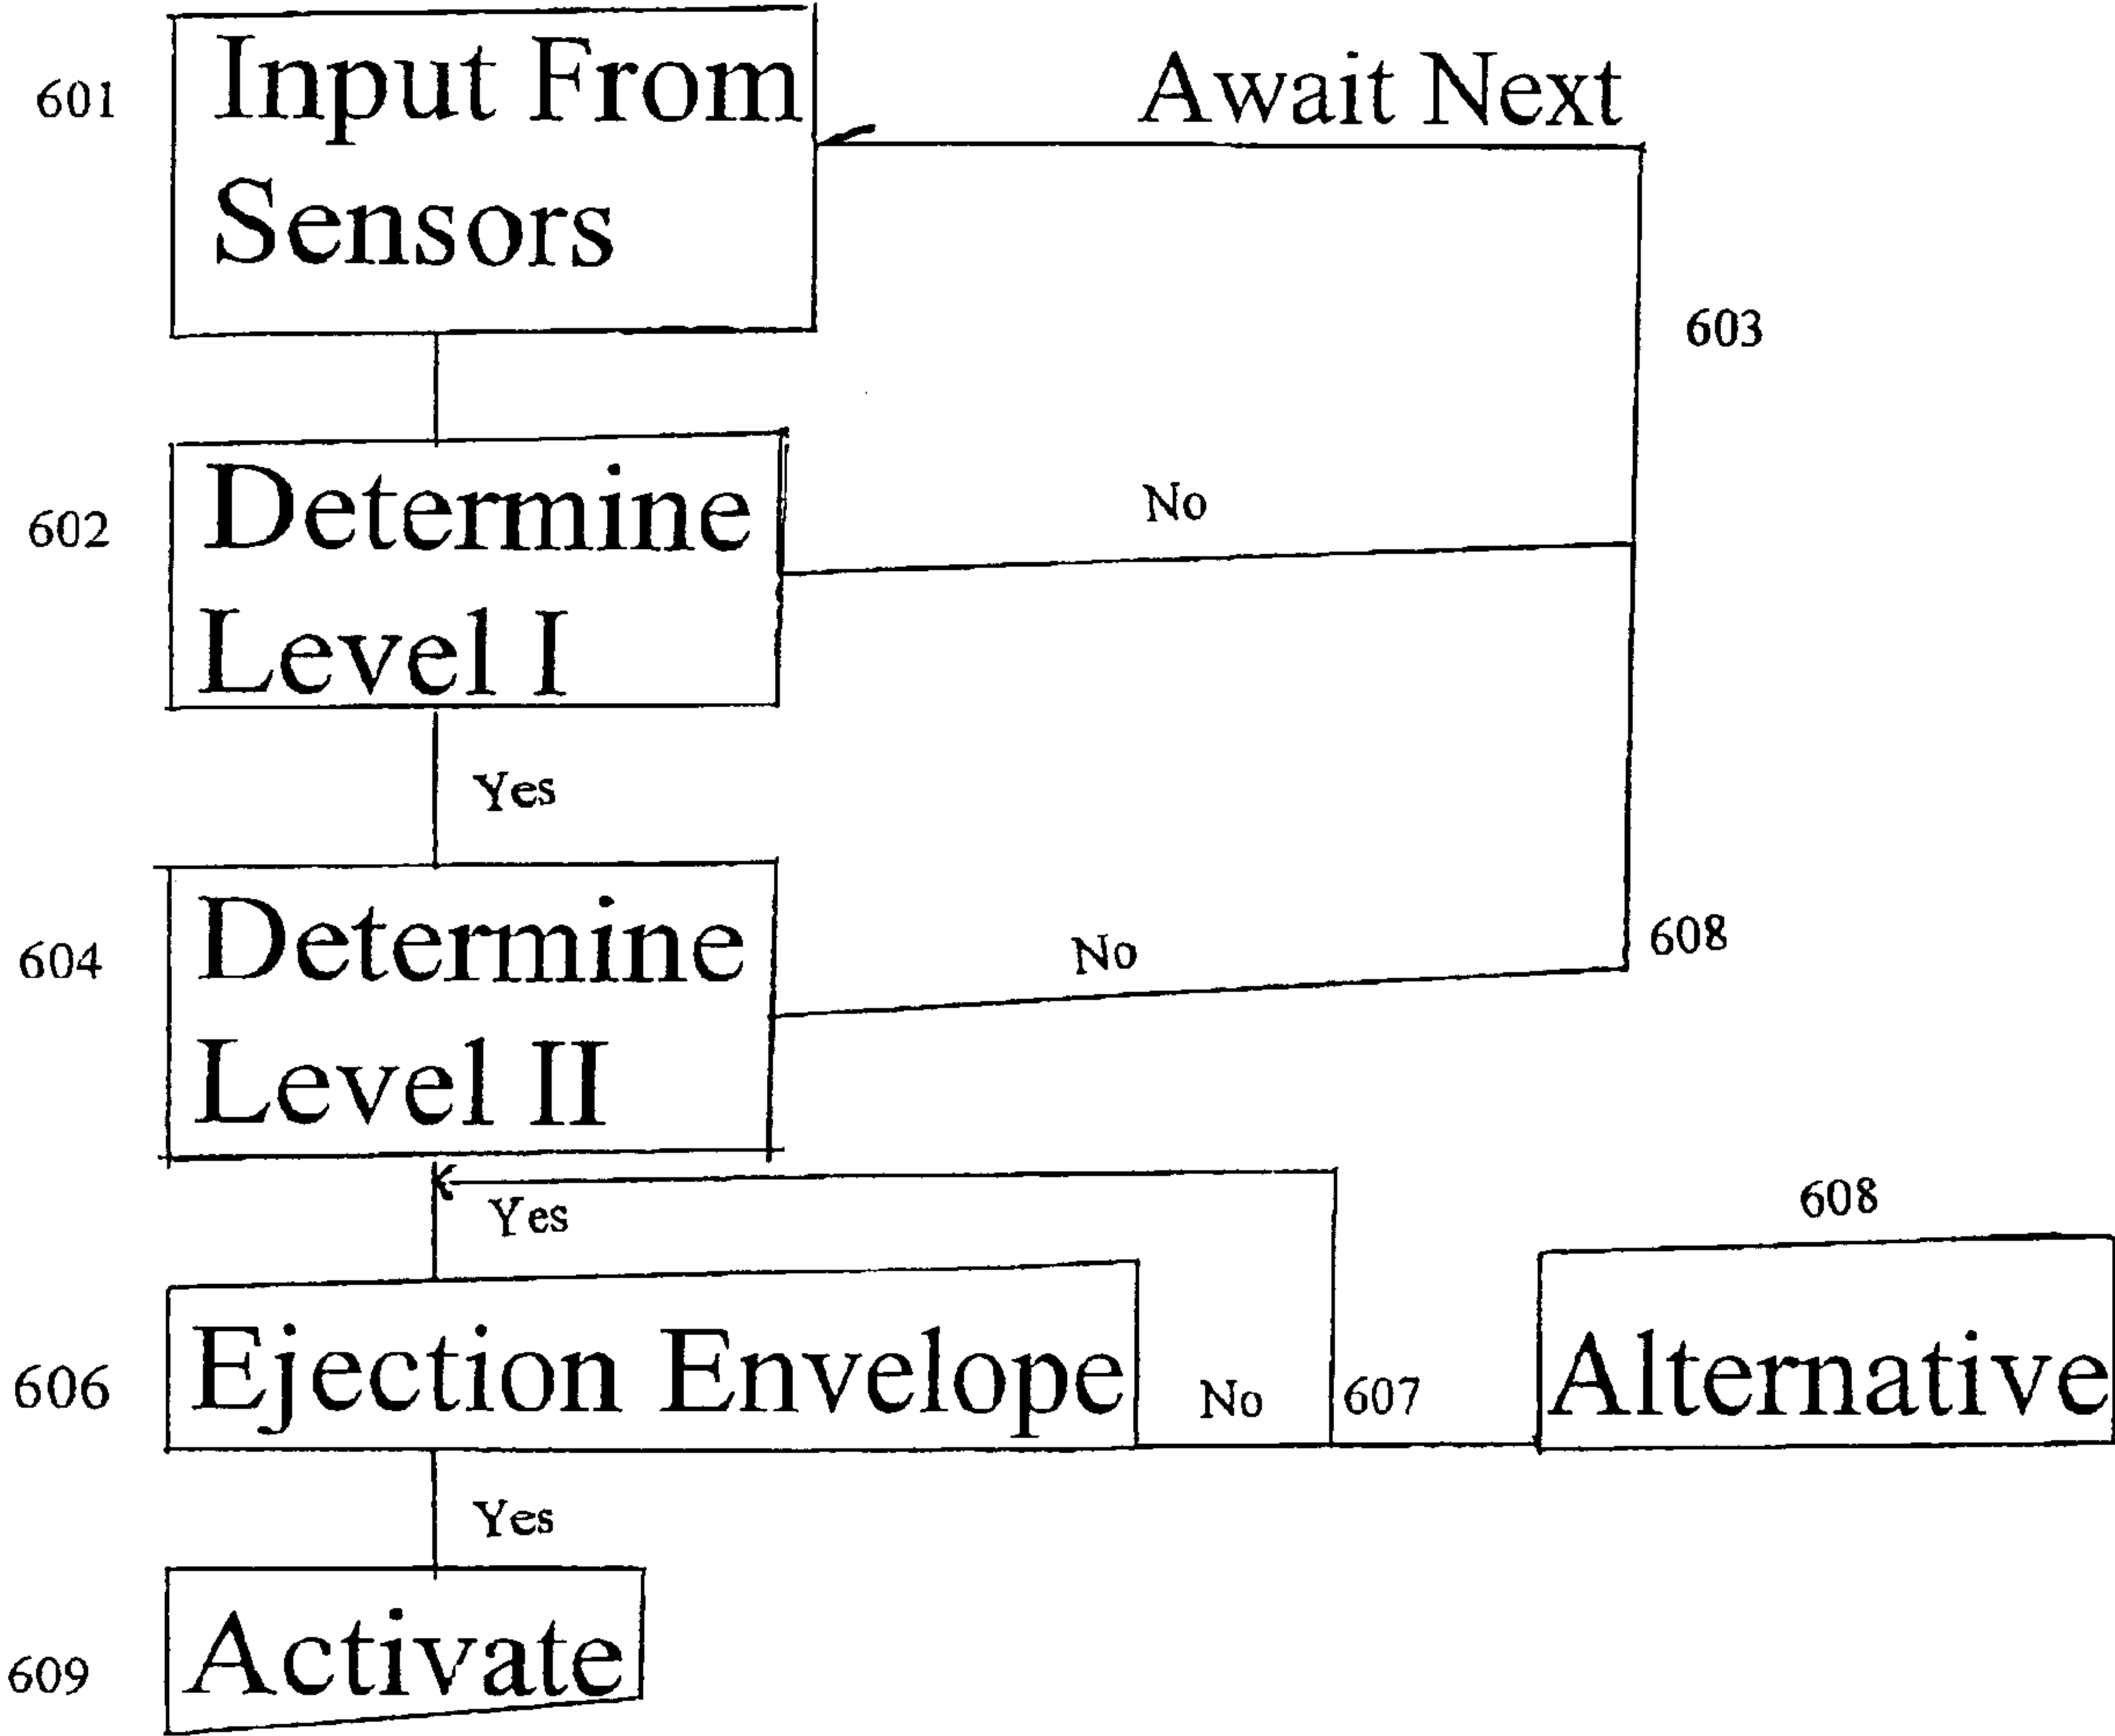 601
Input From
Sensors
Await Next
603
602
Determine
Level I
No
Yes
604
Determine
Level II
No
608
Yes
606
Ejection Envelope
No
607
608
Alternative
Yes
609
Activate